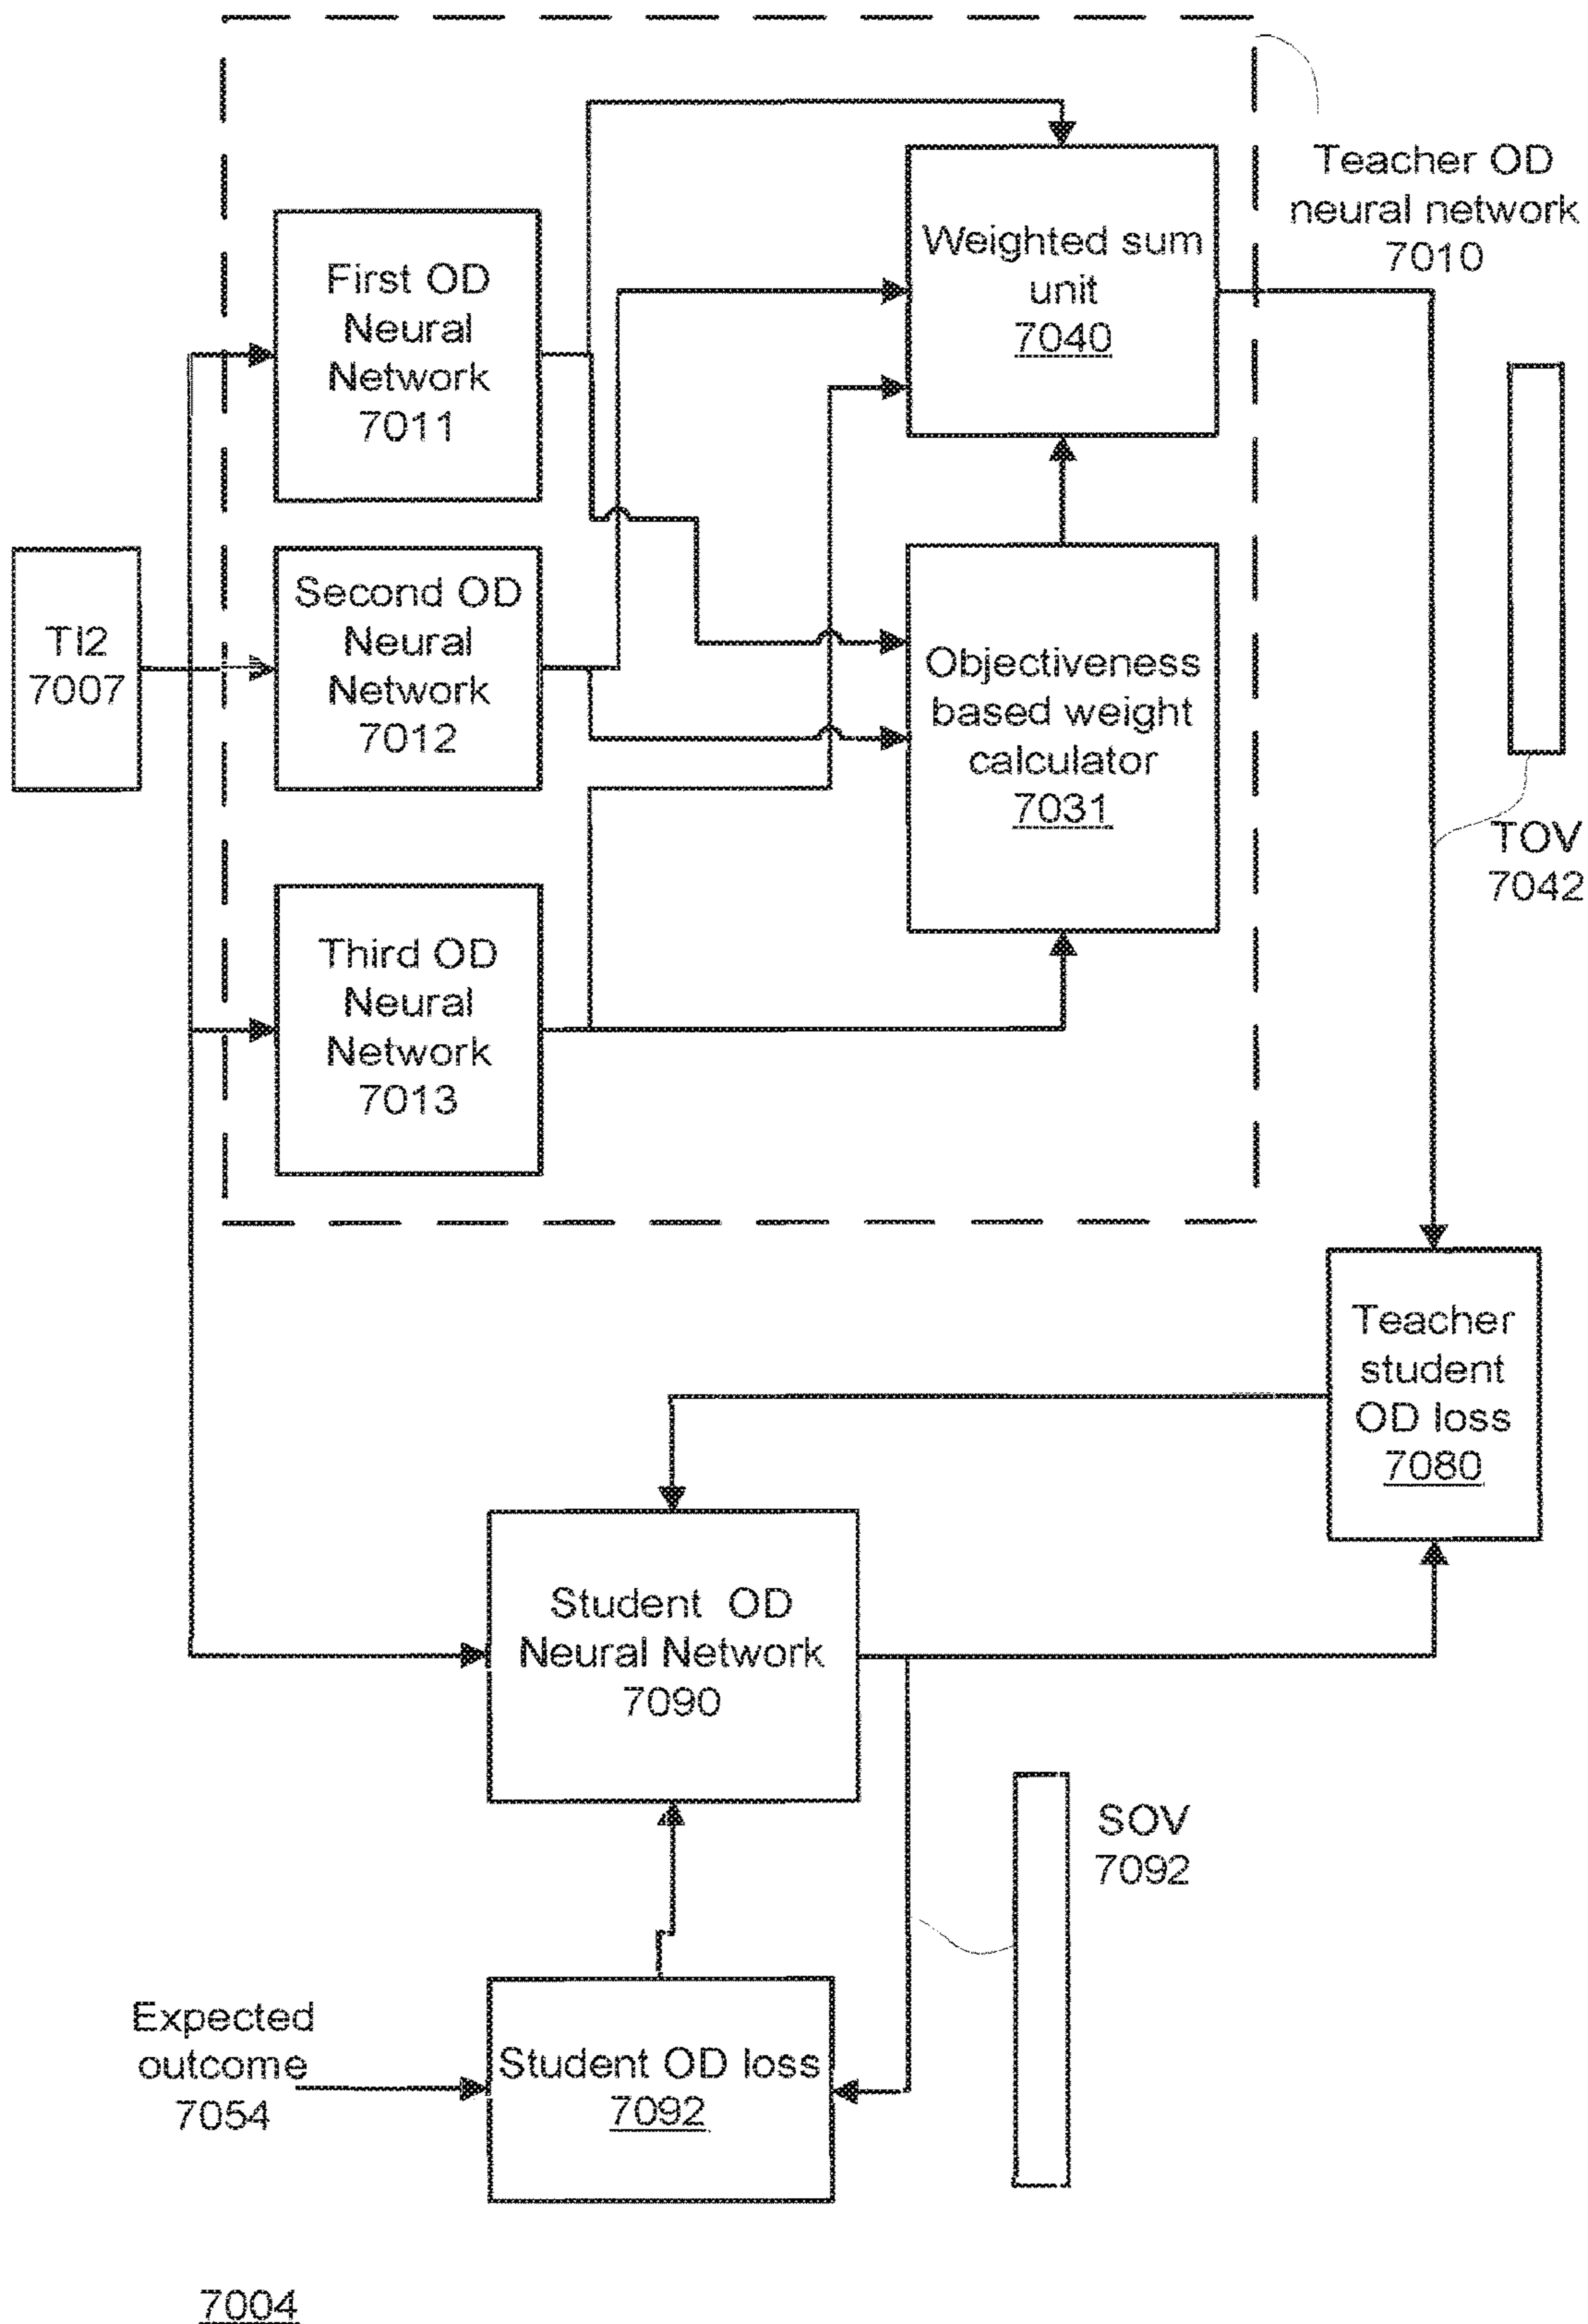 Teacher OD
neural network
7010
Weighted sum
unit
7040
First OD
Neural
Network
7011
TI2
7007
Second OD
Neural
Network
7012
Objectiveness
based weight
calculator
7031
TOV
7042
Third OD
Neural
Network
7013
Teacher
student
OD loss
7080
Student OD
Neural Network
7090
SOV
7092
Expected
outcome
7054
Student OD loss
7092
7004